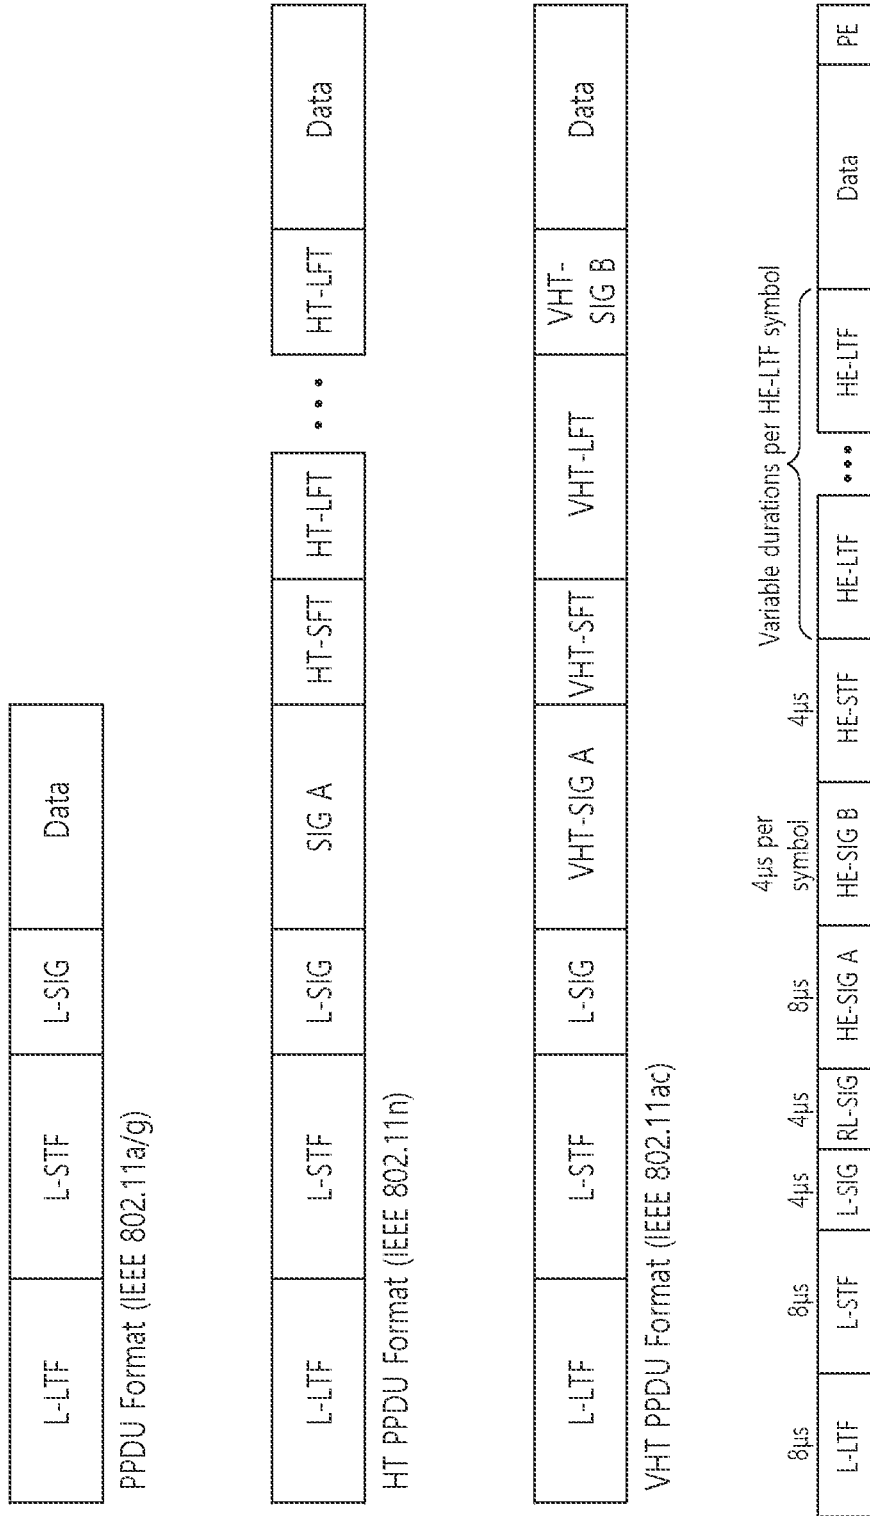 L-LTF
L-STF
L-SIG
Data
PPDU Format (IEEE 802.11a/g)
L-LTF
L-STF
L-SIG
SIG A
HT-SFT
HT-LFT
•••
HT-LFT
Data
HT PPDU Format (IEEE 802.11n)
L-LTF
L-STF
L-SIG
VHT-SIG A
VHT-SFT
VHT-LFT
VHT-
SIG B
Data
VHT PPDU Format (IEEE 802.11ac)
8µs
8µs
4µs
4µs
8µs
4µs per
symbol
4µs
Variable durations per HE-LTF symbol
L-LTF
L-STF
L-SIG
RL-SIG
HE-SIG A
HE-SIG B
HE-STF
HE-LTF
•••
HE-LTF
Data
PE